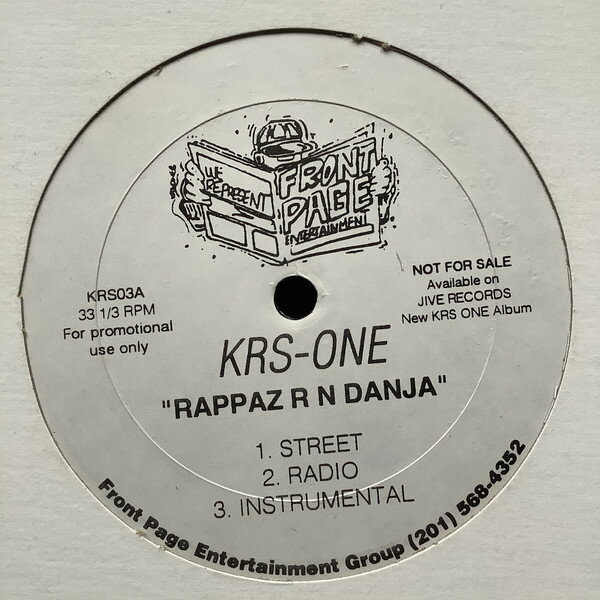 WE
REPRESENT
FRONT
PAGE
ENTERTAINMENT
KRS03A
33 1/3 RPM
For promotional
use only
NOT FOR SALE
Available on
JIVE RECORDS
New KRS ONE Album
KRS-ONE
"RAPPAZ R N DANJA"
1. STREET
2. RADIO
3. INSTRUMENTAL
Front Page Entertainment Group (201) 568-4352